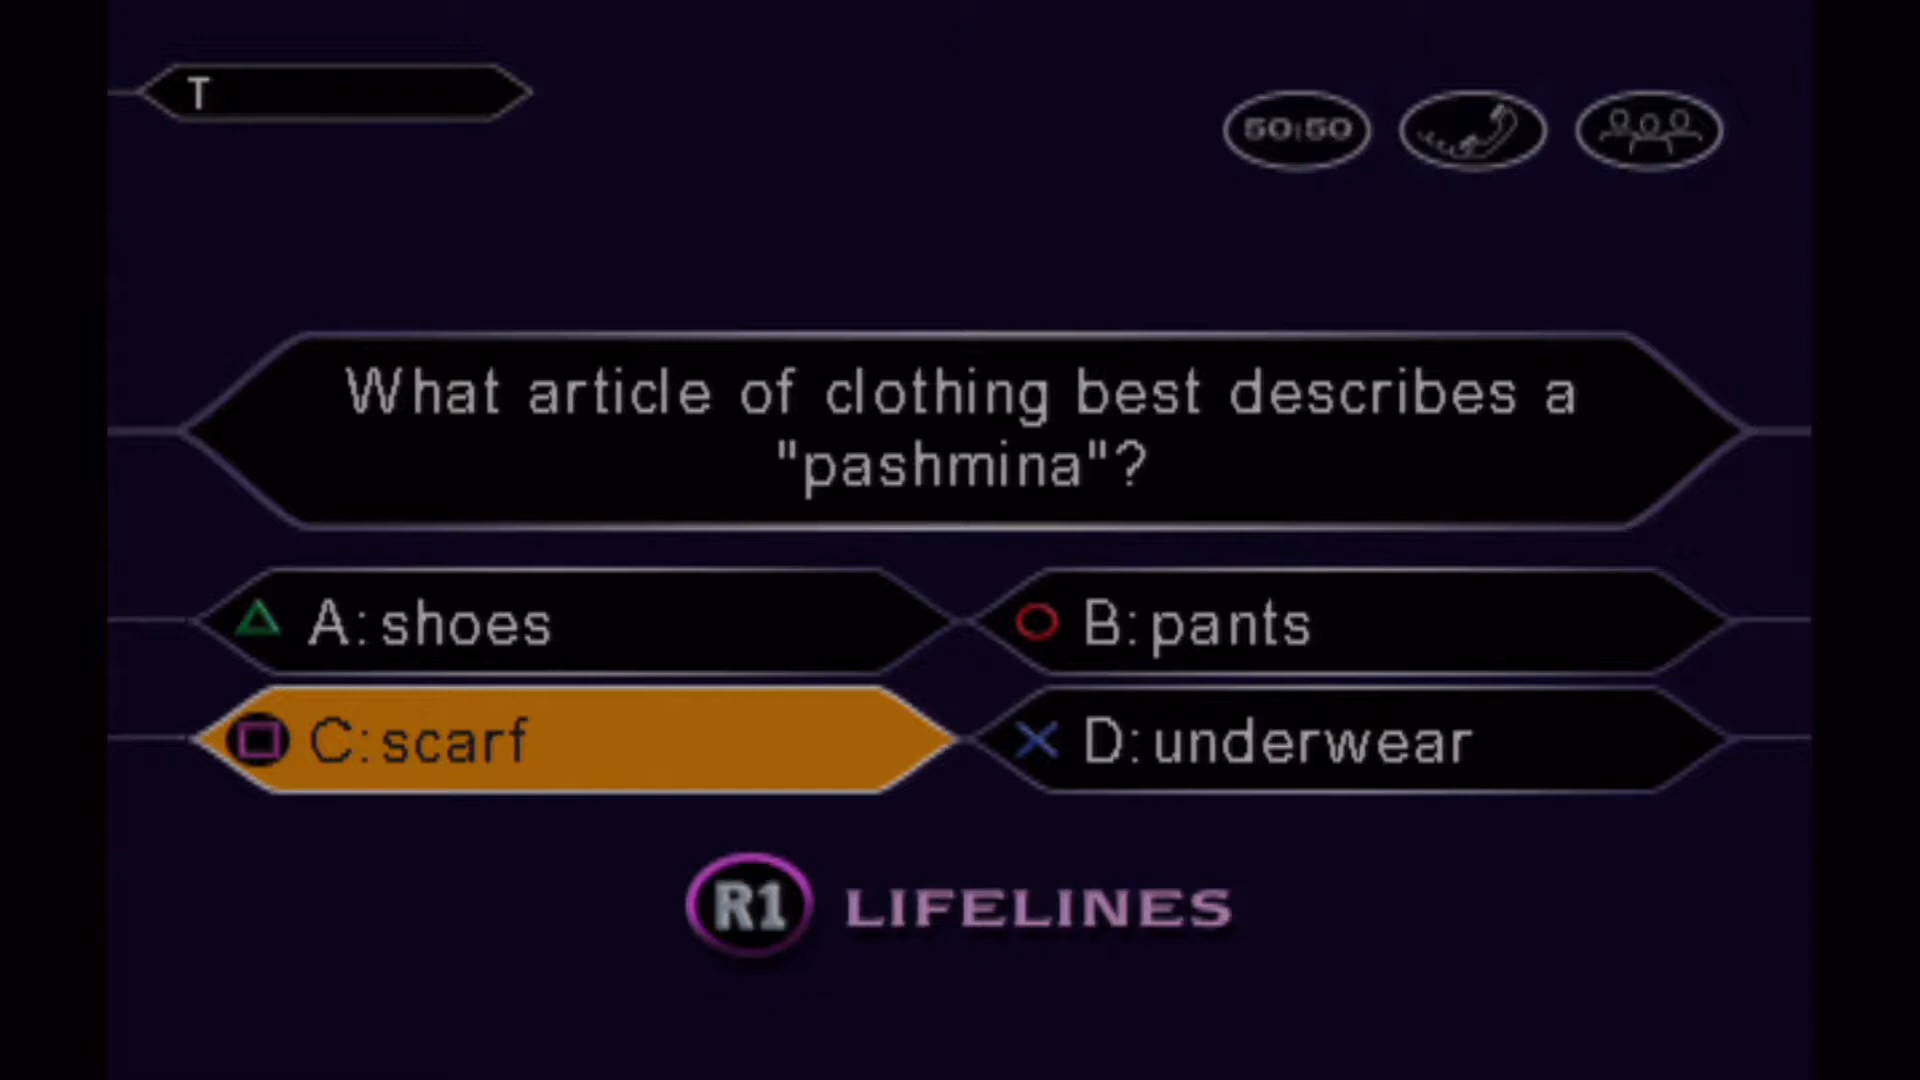 T
50:50
What article of clothing best describes a
"pashmina"?
A: shoes
B: pants
C: scarf
D: underwear
R1 LIFELINES